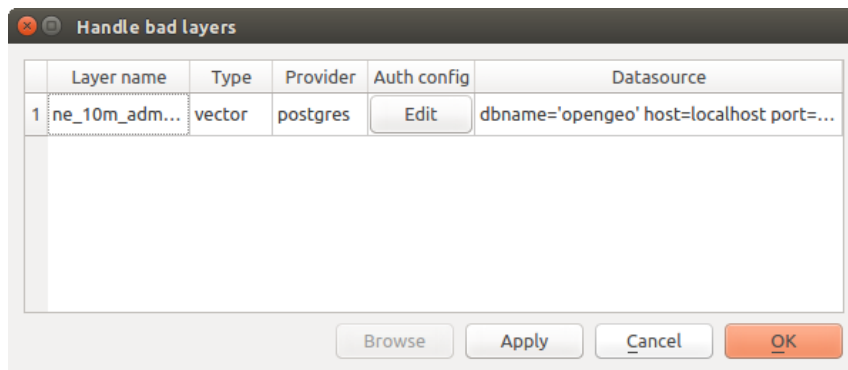 Handle bad layers
Layer name Type Provider Auth config Datasource
1 ne_10m_adm... vector postgres Edit dbname='opengeo' host=localhost port=...
Browse Apply Cancel OK